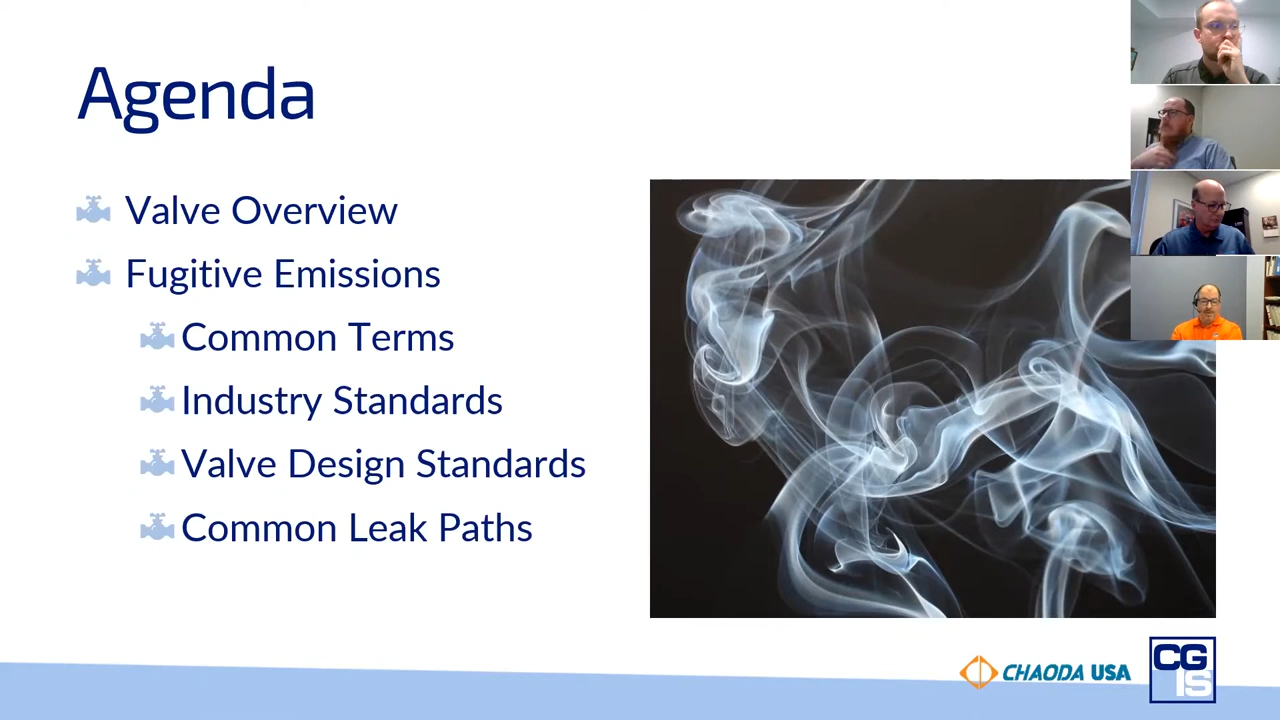 Agenda
Valve Overview
Fugitive Emissions
Common Terms
Industry Standards
Valve Design Standards
Common Leak Paths
CHAODA USA
CG
IS